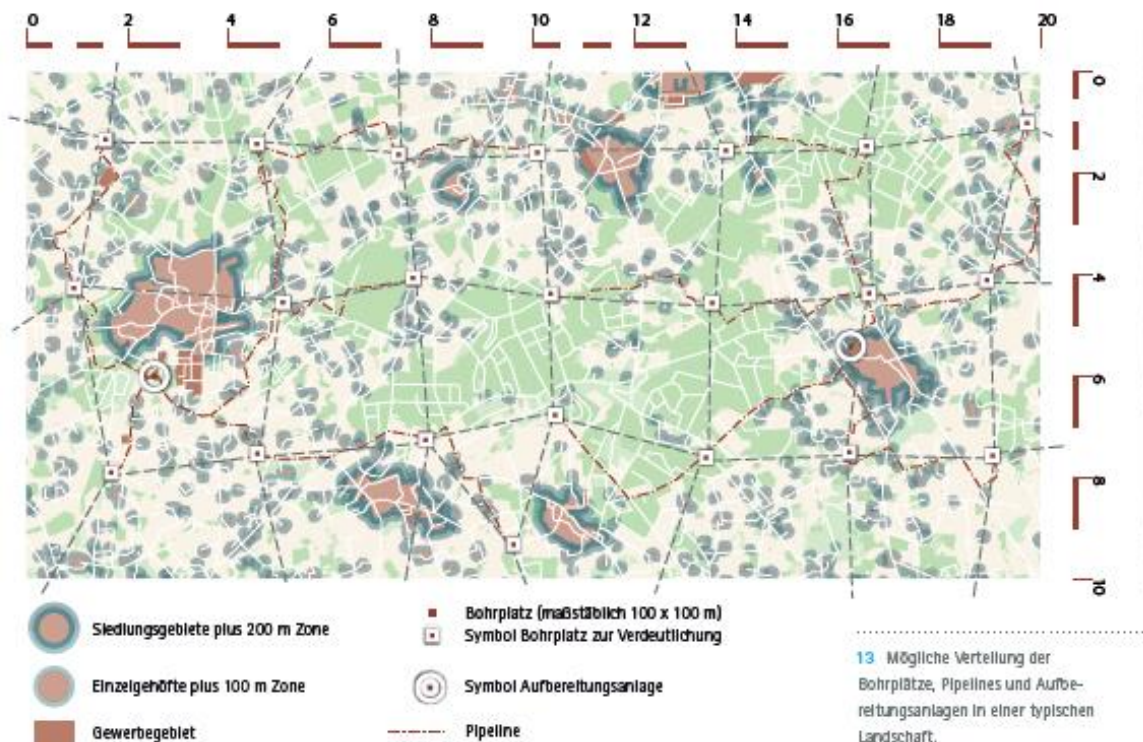 0 2 4 6 8 10 12 14 16 18 20
0
2
4
6
8
10
Siedlungsgebiete plus 200 m Zone
Einzelgehöfte plus 100 m Zone
Gewerbegebiet
Bohrplatz (maßstäblich 100 x 100 m)
Symbol Bohrplatz zur Verdeutlichung
Symbol Aufbereitungsanlage
Pipeline
13 Mögliche Verteilung der
Bohrplätze, Pipelines und Aufbe-
reitungsanlagen in einer typischen
Landschaft.